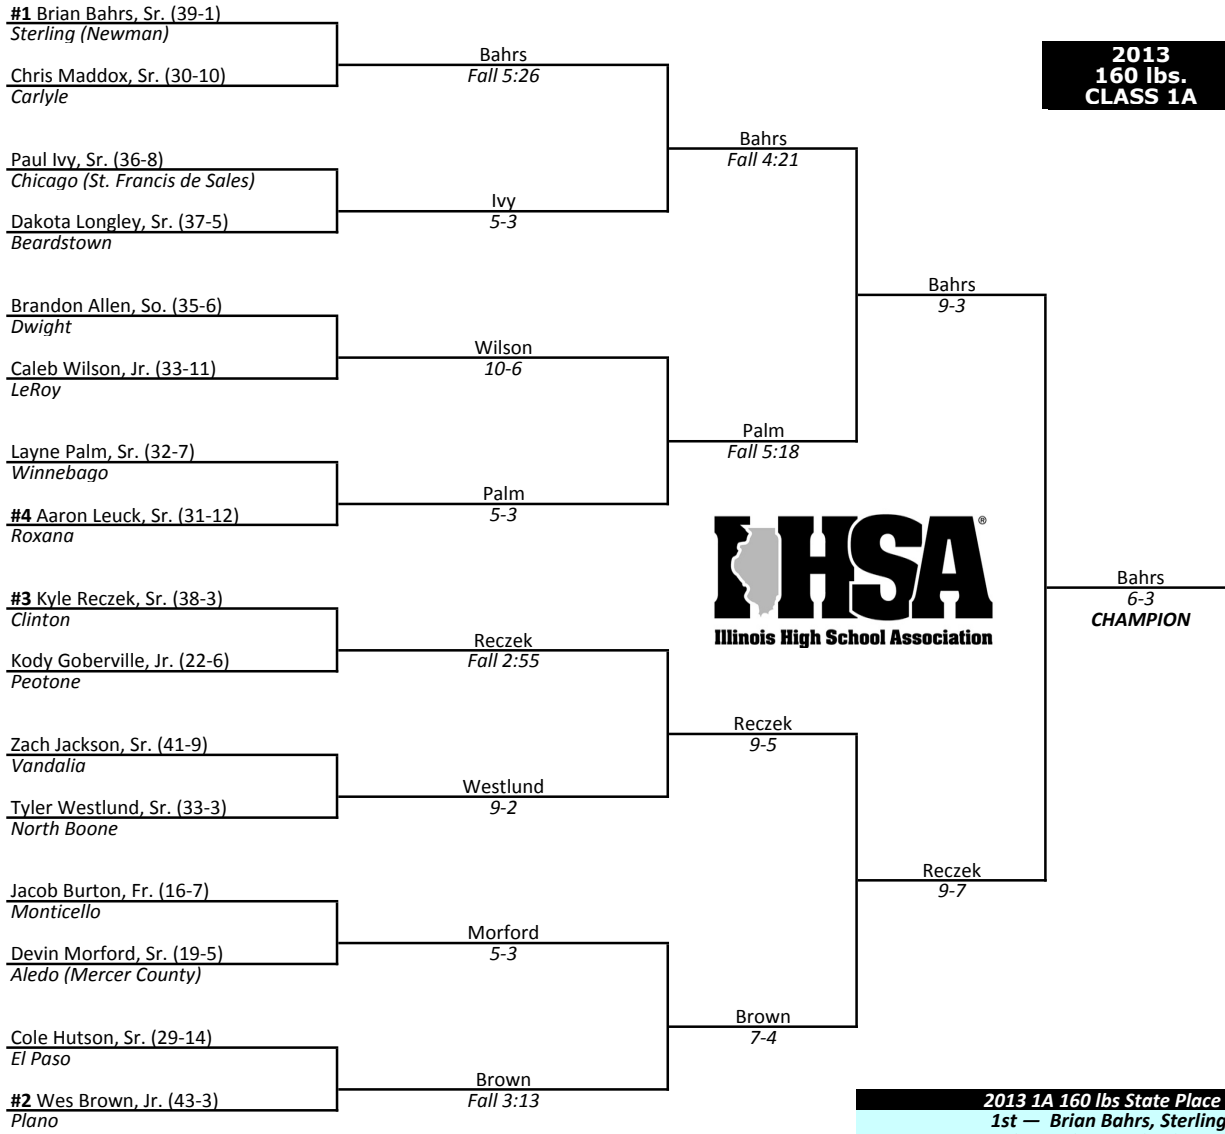 #1 Brian Bahrs, Sr. (39-1)
Sterling (Newman)
Chris Maddox, Sr. (30-10)
Carlyle
Paul Ivy, Sr. (36-8)
Chicago (St. Francis de Sales)
Dakota Longley, Sr. (37-5)
Beardstown
Brandon Allen, So. (35-6)
Dwight
Caleb Wilson, Jr. (33-11)
LeRoy
Layne Palm, Sr. (32-7)
Winnebago
#4 Aaron Leuck, Sr. (31-12)
Roxana
#3 Kyle Reczek, Sr. (38-3)
Clinton
Kody Goberville, Jr. (22-6)
Peotone
Zach Jackson, Sr. (41-9)
Vandalia
Tyler Westlund, Sr. (33-3)
North Boone
Jacob Burton, Fr. (16-7)
Monticello
Devin Morford, Sr. (19-5)
Aledo (Mercer County)
Cole Hutson, Sr. (29-14)
El Paso
#2 Wes Brown, Jr. (43-3)
Plano
Bahrs
Fall 5:26
Ivy
5-3
Wilson
10-6
Palm
5-3
Reczek
Fall 2:55
Westlund
9-2
Morford
5-3
Brown
Fall 3:13
Bahrs
Fall 4:21
Palm
Fall 5:18
Reczek
9-5
Brown
7-4
Bahrs
9-3
Reczek
9-7
Bahrs
6-3
CHAMPION
2013
160 lbs.
CLASS 1A
IHSA®
Illinois High School Association
2013 1A 160 lbs State Place
1st — Brian Bahrs, Sterling